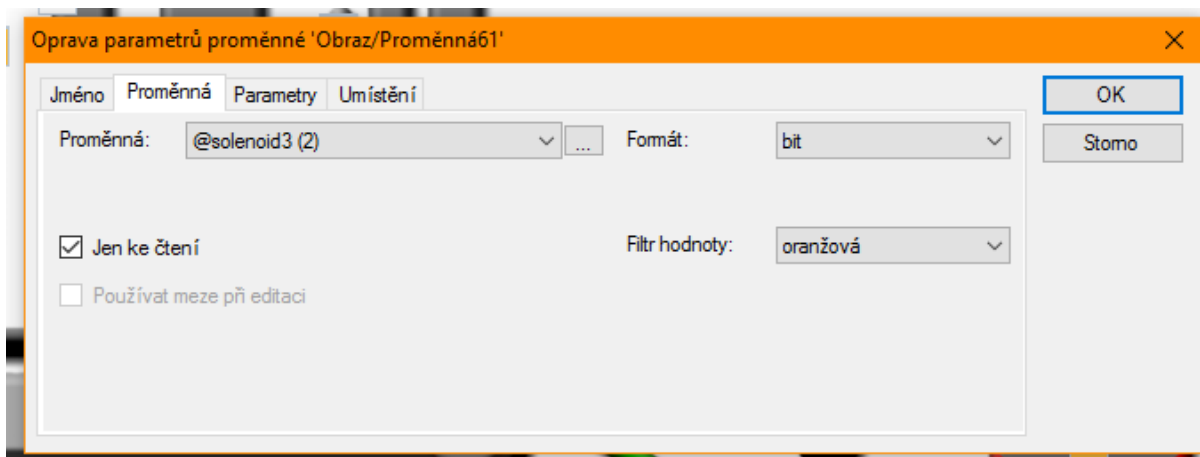 Oprava parametrů proměnné 'Obraz/Proměnná61'
Jméno Proměnná Parametry Umístění
OK
Proměnná: @solenoid3 (2) ... Formát: bit
Storno
Jen ke čtení
Filtr hodnoty: oranžová
Používat meze při editaci